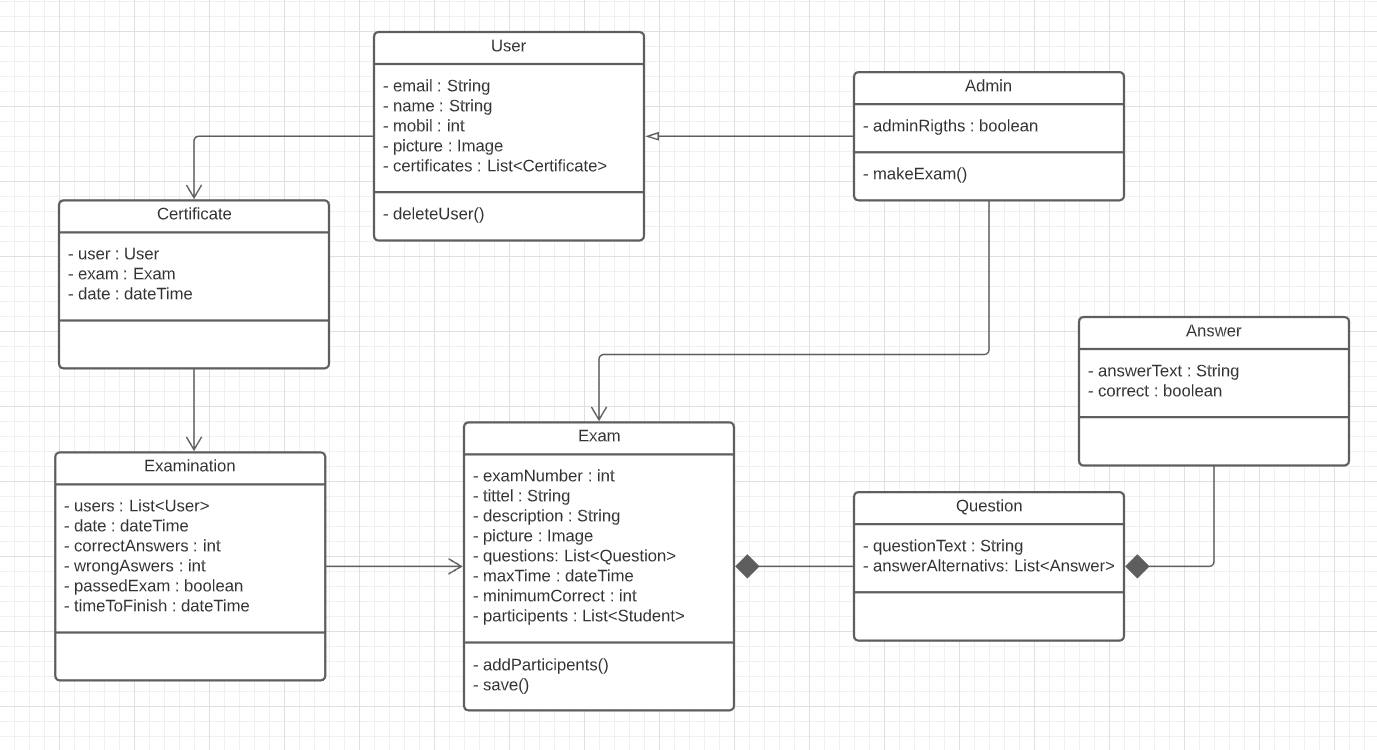 User
- email : String
- name : String
- mobil : int
- picture : Image
- certificates : List<Certificate>
- deleteUser()
Admin
- adminRigths : boolean
- makeExam()
Certificate
- user : User
- exam : Exam
- date : dateTime
Answer
- answerText : String
- correct : boolean
Examination
- users : List<User>
- date : dateTime
- correctAnswers : int
- wrongAswers : int
- passedExam : boolean
- timeToFinish : dateTime
Exam
- examNumber : int
- tittel : String
- description : String
- picture : Image
- questions: List<Question>
- maxTime : dateTime
- minimumCorrect : int
- participents : List<Student>
- addParticipents()
- save()
Question
- questionText : String
- answerAlternativs: List<Answer>